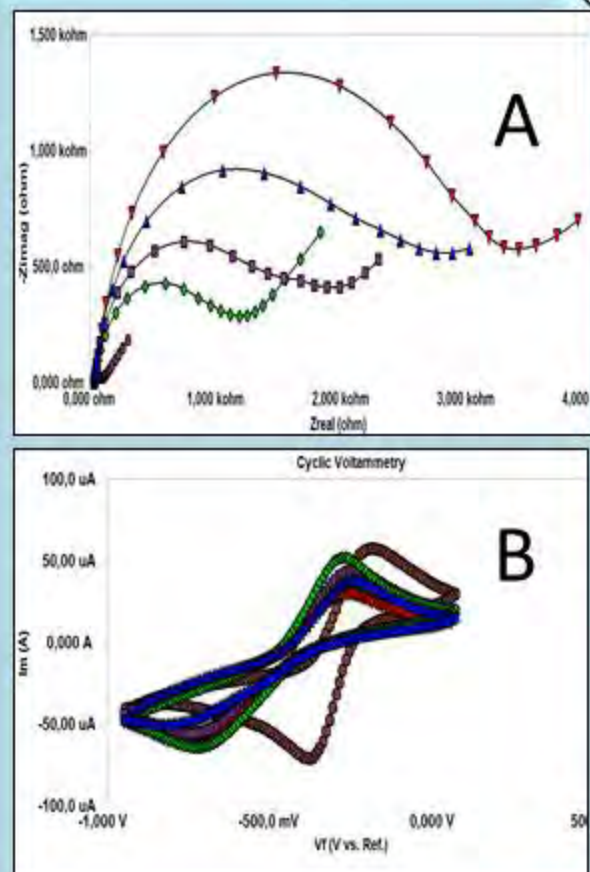 1,500 kohm
A
1,000 kohm
-Zimag (ohm)
500,0 ohm
0,000 ohm
0,000 ohm 1,000 kohm 2,000 kohm 3,000 kohm 4,000
Zreal (ohm)
Cyclic Voltammetry
100,0 uA
B
50,00 uA
0,000 A
Im (A)
-50,00 uA
-100,0 uA
-1,000 V -500,0 mV 0,000 V 500
Vf (V vs. Ref.)